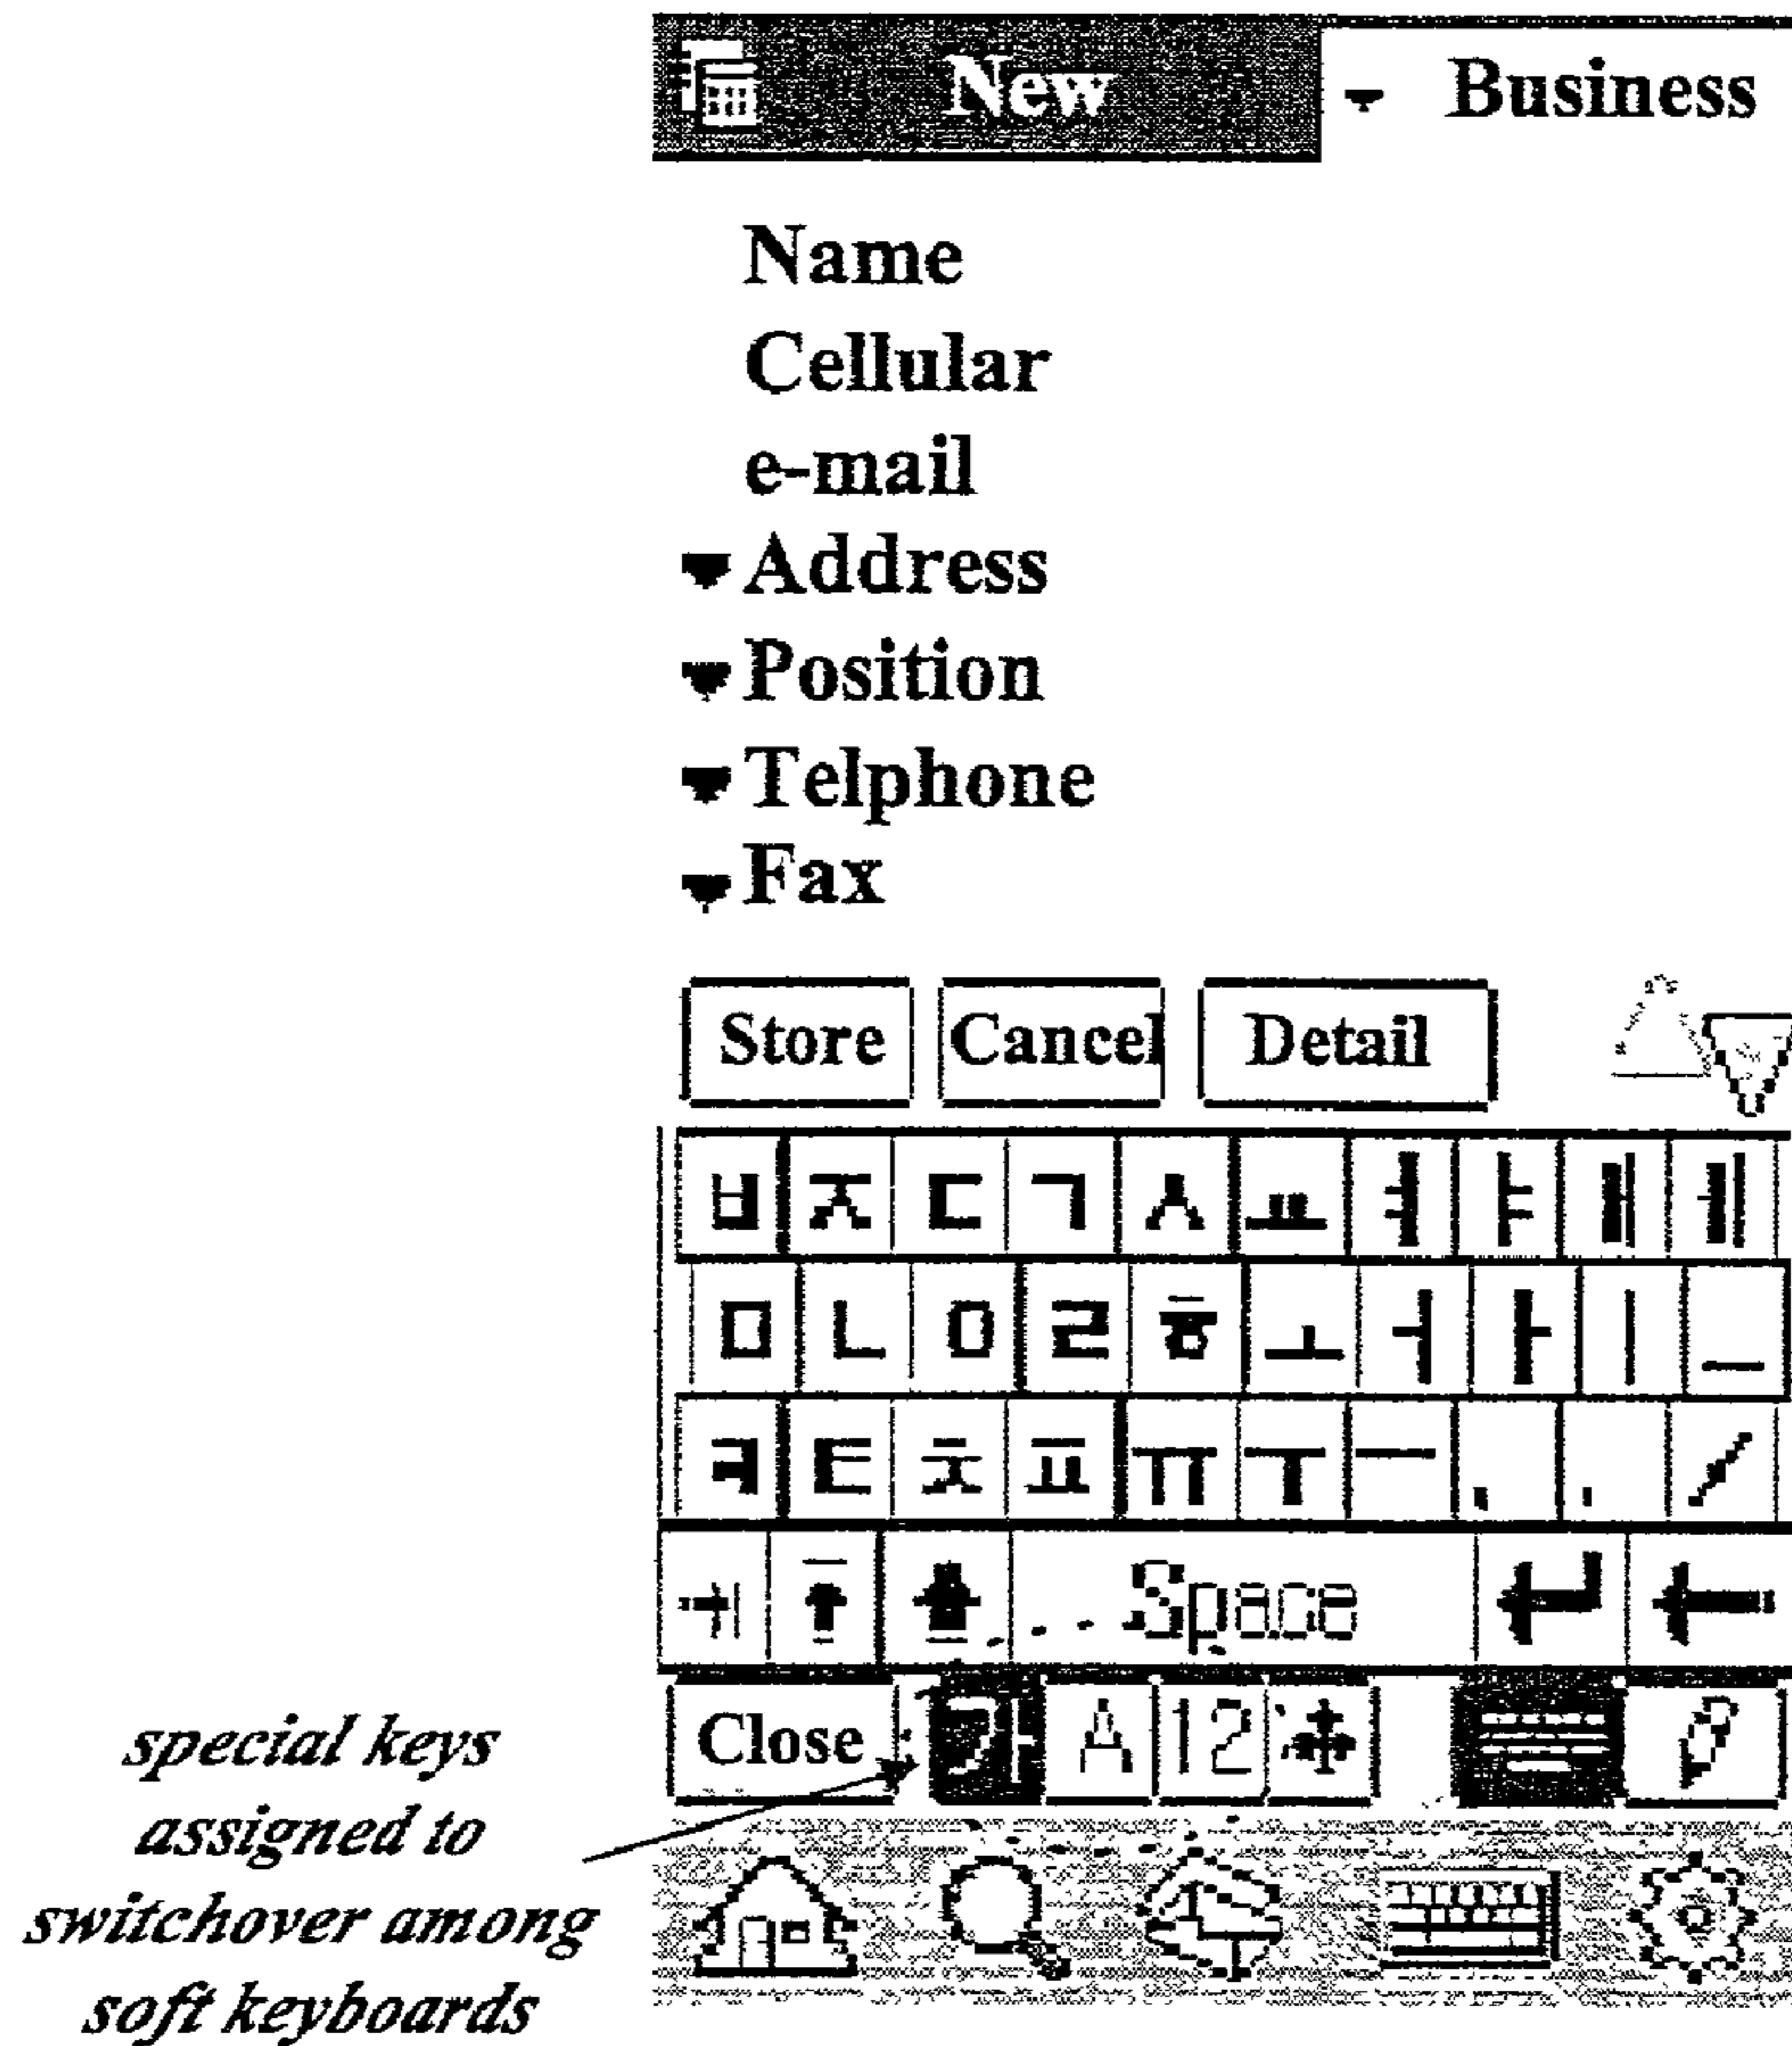 New Business
Name
Cellular
e-mail
Address
Position
Telphone
Fax
Store Cancel Detail
ㅂ ㅈ ㄷ ㄱ ㅅ ㅛ ㅕ ㅑ ㅐ ㅔ
ㅁ ㄴ ㅇ ㄹ ㅎ ㅗ ㅓ ㅏ ㅣ _
ㅋ ㅌ ㅊ ㅍ ㅠ ㅜ ㅡ , . /
Space
Close 가 A 12
special keys
assigned to
switchover among
soft keyboards